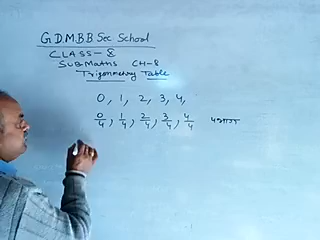 G.D.M.B.B. Sec School
CLASS-8
SUB Maths CH-8
Trigonometry Table
0, 1, 2, 3, 4,
0/4, 1/4, 2/4, 3/4, 4/4